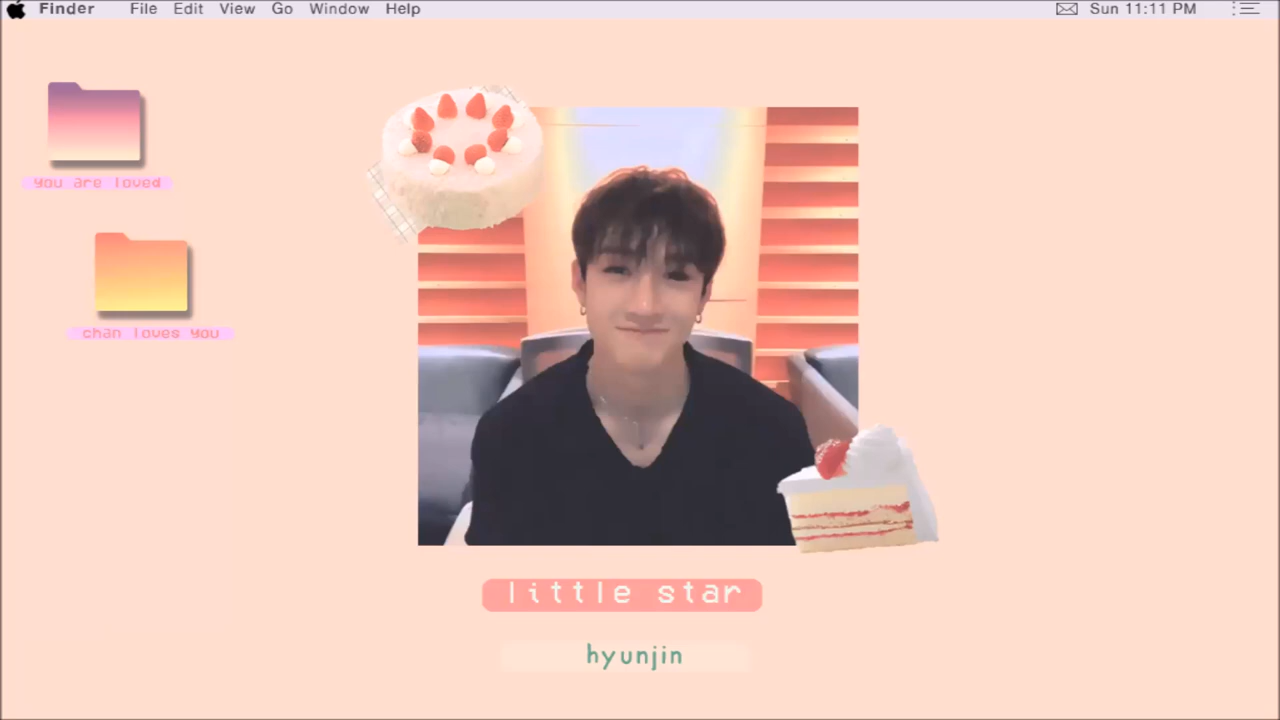 Finder File Edit View Go Window Help Sun 11:11 PM
you are loved
chan loves you
little star
hyunjin